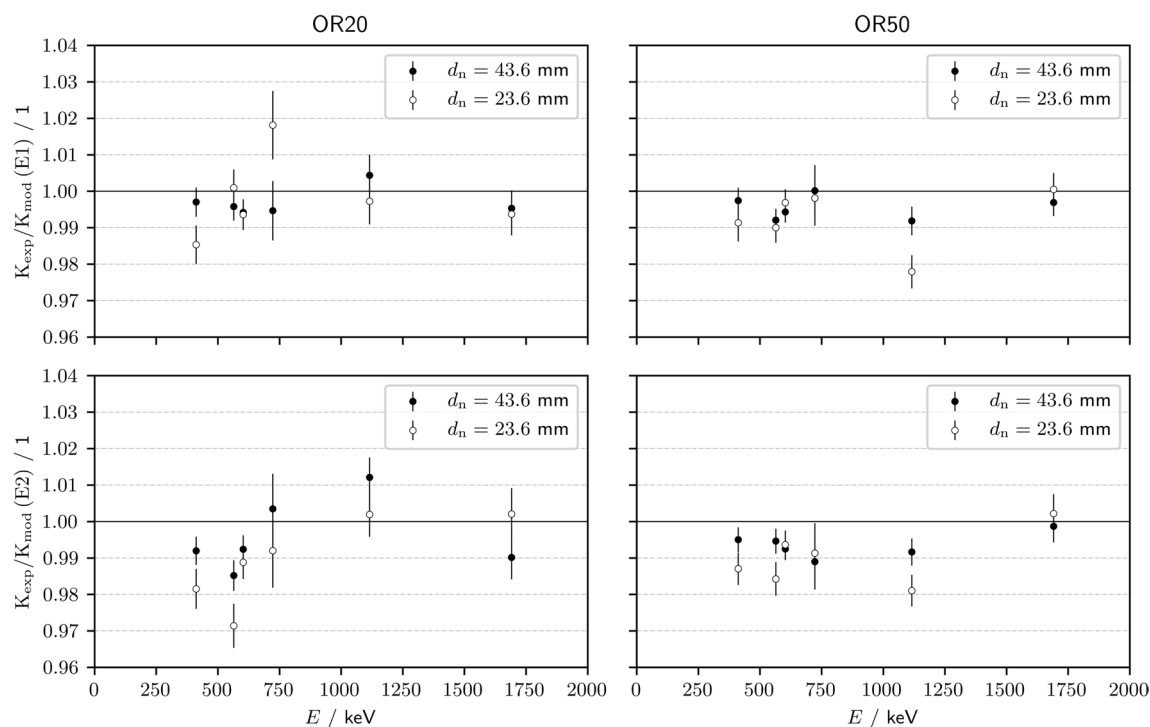 OR20
OR50
K_exp/K_mod(E1) / 1
1.04
1.03
1.02
1.01
1.00
0.99
0.98
0.97
0.96
d_n = 43.6 mm
d_n = 23.6 mm
d_n = 43.6 mm
d_n = 23.6 mm
K_exp/K_mod(E2) / 1
1.04
1.03
1.02
1.01
1.00
0.99
0.98
0.97
0.96
d_n = 43.6 mm
d_n = 23.6 mm
d_n = 43.6 mm
d_n = 23.6 mm
0 250 500 750 1000 1250 1500 1750 2000
0 250 500 750 1000 1250 1500 1750 2000
E / keV
E / keV